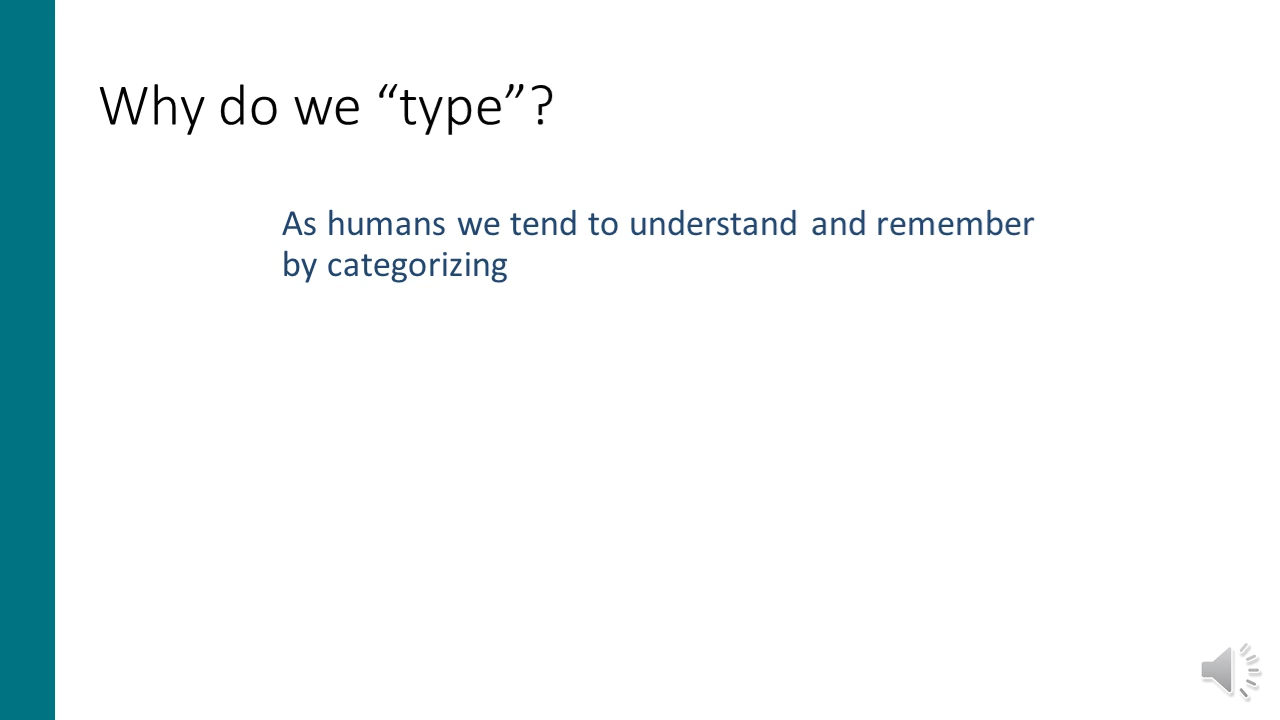 Why do we “type”?
As humans we tend to understand and remember
by categorizing